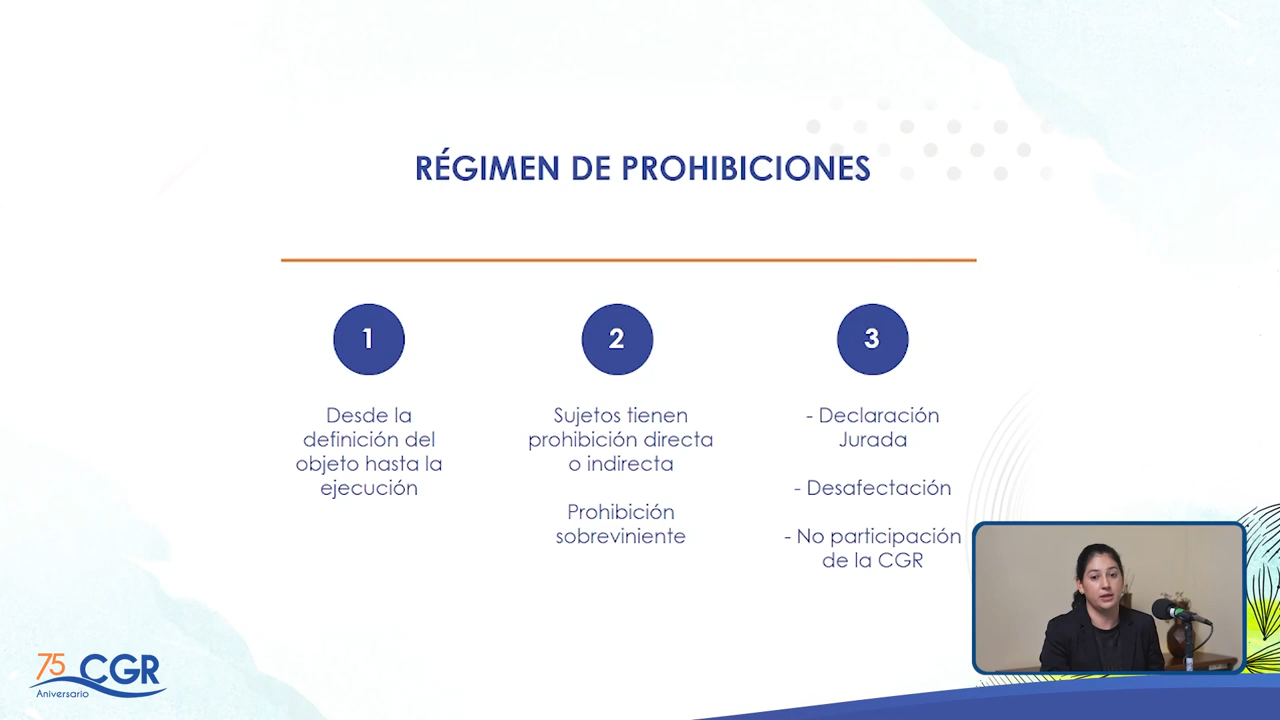 RÉGIMEN DE PROHIBICIONES
1
Desde la
definición del
objeto hasta la
ejecución
2
Sujetos tienen
prohibición directa
o indirecta
Prohibición
sobreviniente
3
- Declaración
Jurada
- Desafectación
- No participación
de la CGR
75 CGR
Aniversario